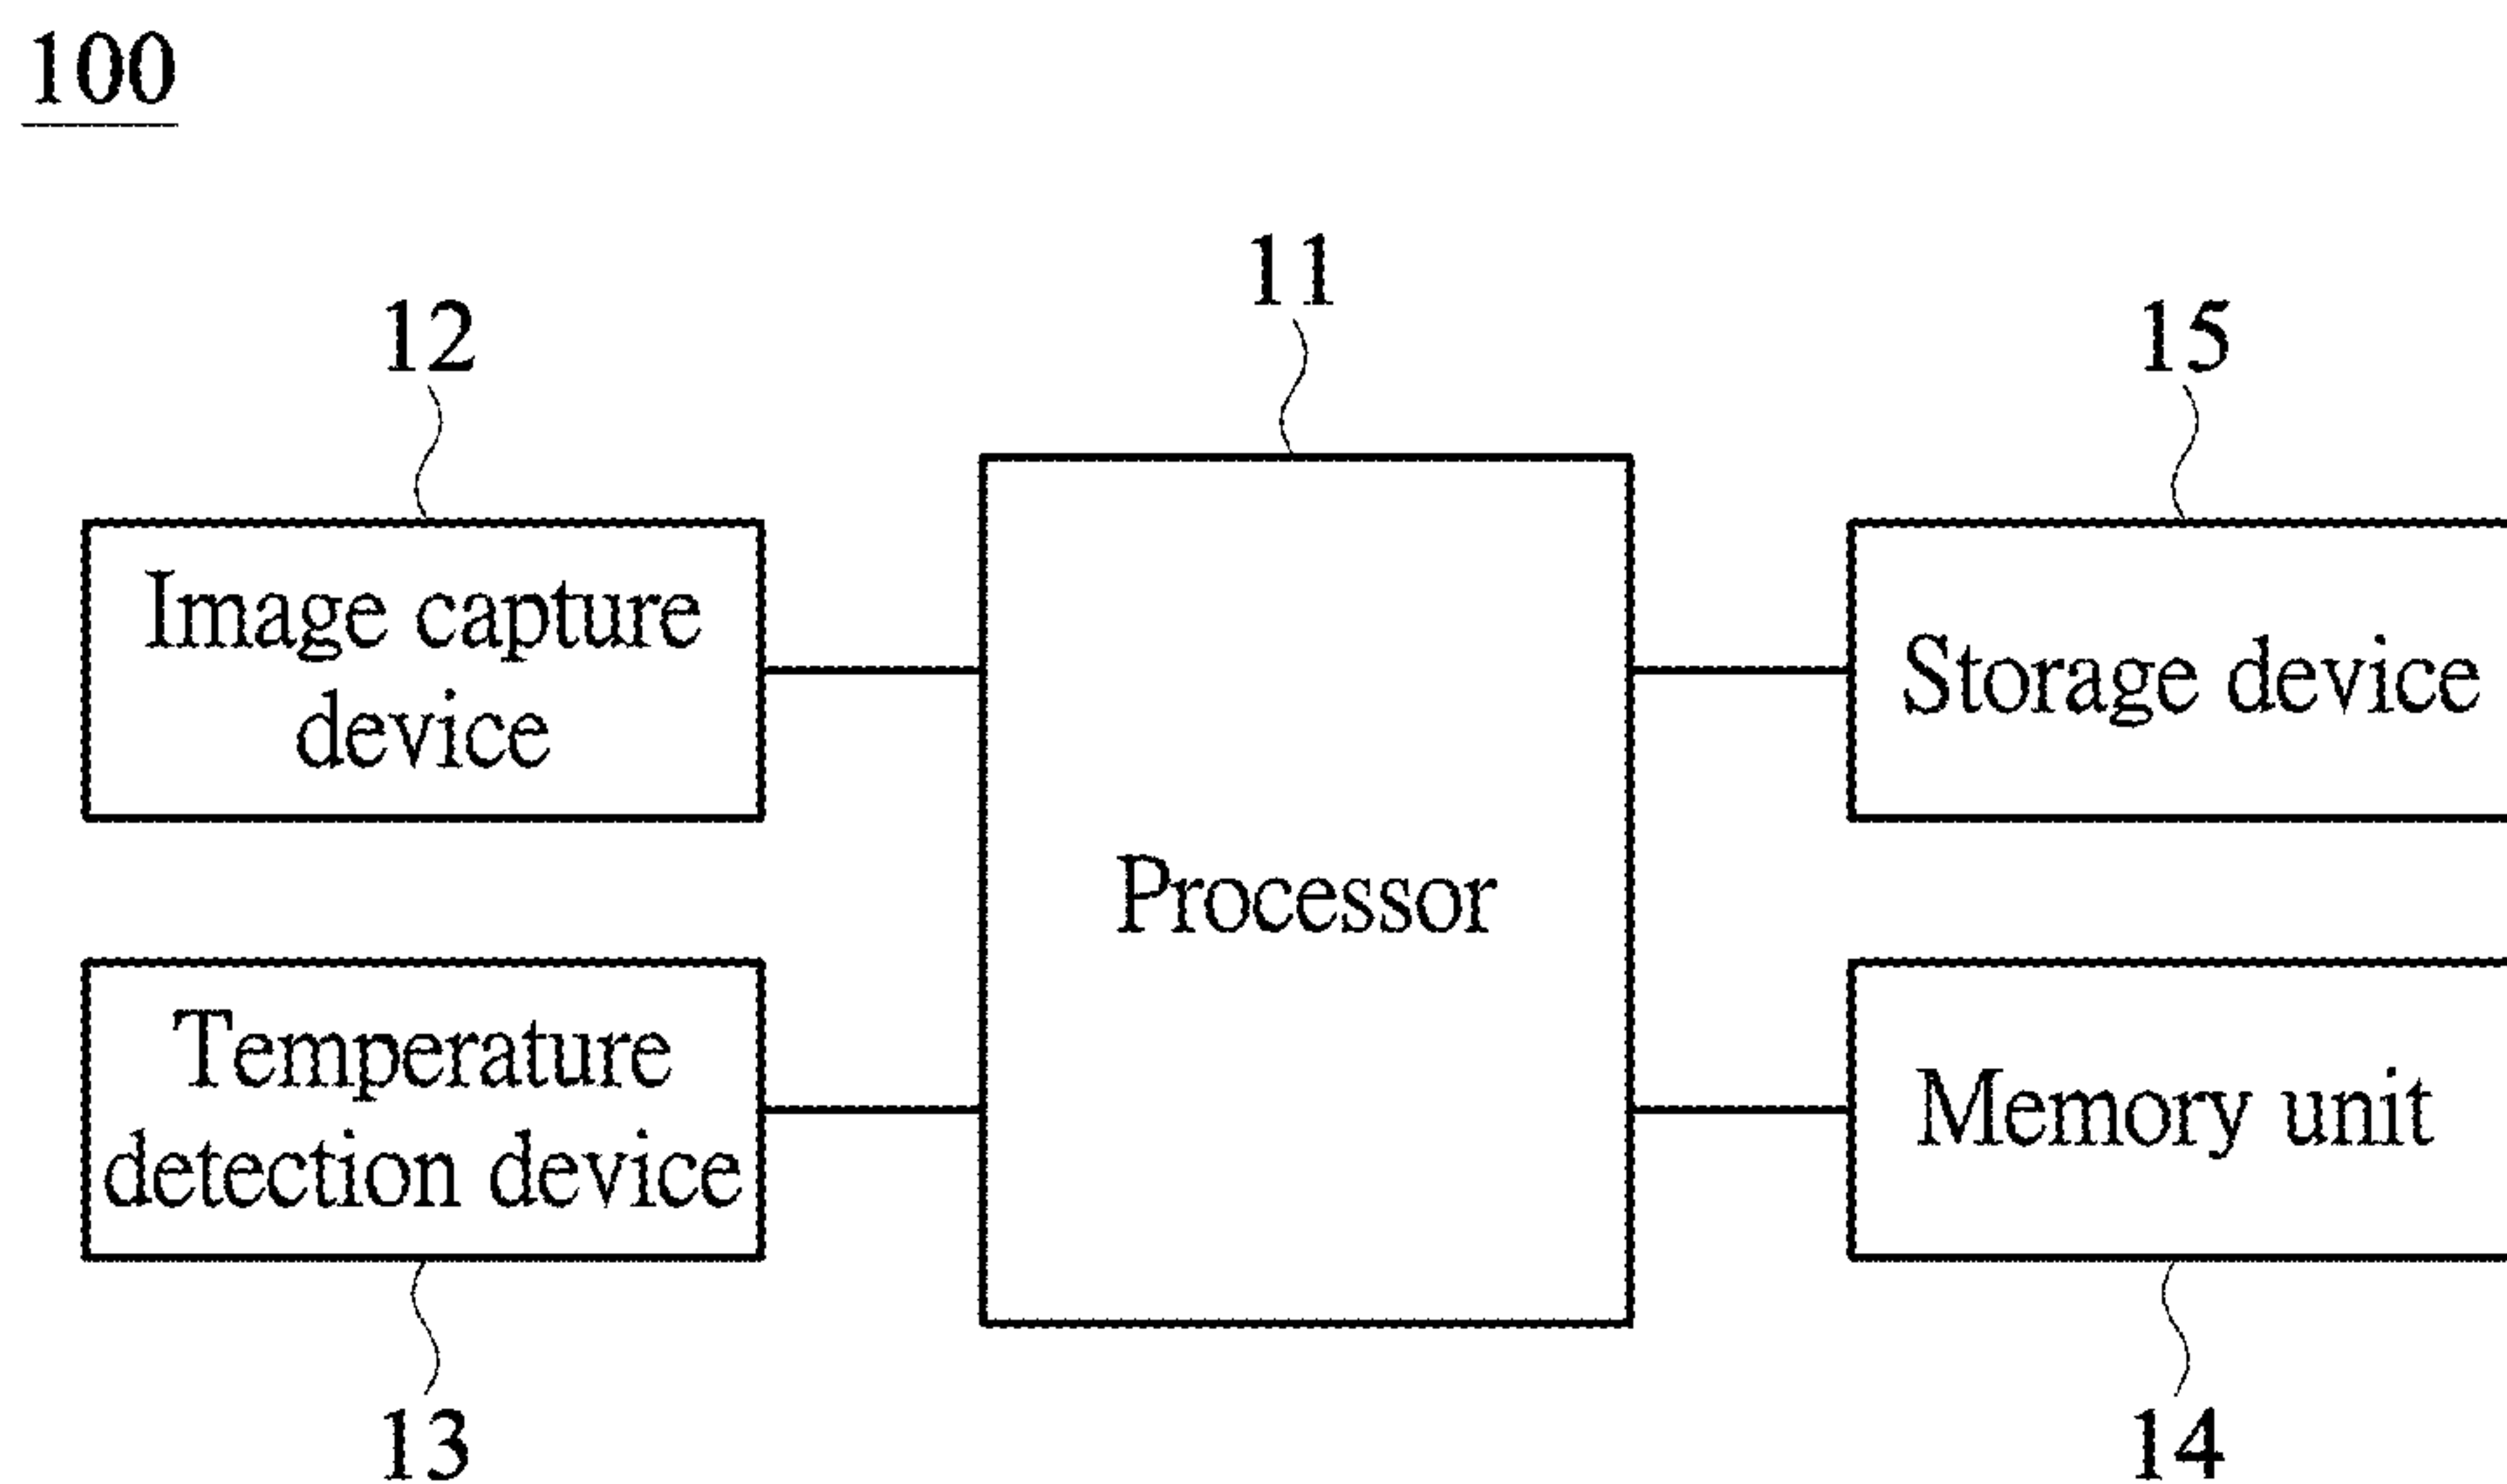 100
11
12
15
Image capture
device
Storage device
Processor
Temperature
detection device
Memory unit
13
14